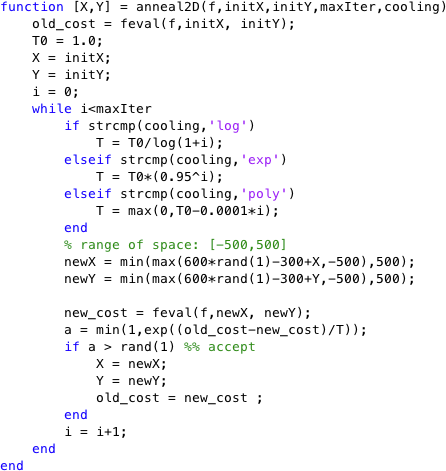 function [X,Y] = anneal2D(f,initX,initY,maxIter,cooling)
    old_cost = feval(f,initX, initY);
    T0 = 1.0;
    X = initX;
    Y = initY;
    i = 0;
    while i<maxIter
        if strcmp(cooling,'log')
            T = T0/log(1+i);
        elseif strcmp(cooling,'exp')
            T = T0*(0.95^i);
        elseif strcmp(cooling,'poly')
            T = max(0,T0-0.0001*i);
        end
        % range of space: [-500,500]
        newX = min(max(600*rand(1)-300+X,-500),500);
        newY = min(max(600*rand(1)-300+Y,-500),500);

        new_cost = feval(f,newX, newY);
        a = min(1,exp((old_cost-new_cost)/T));
        if a > rand(1) %% accept
            X = newX;
            Y = newY;
            old_cost = new_cost ;
        end
        i = i+1;
    end
end